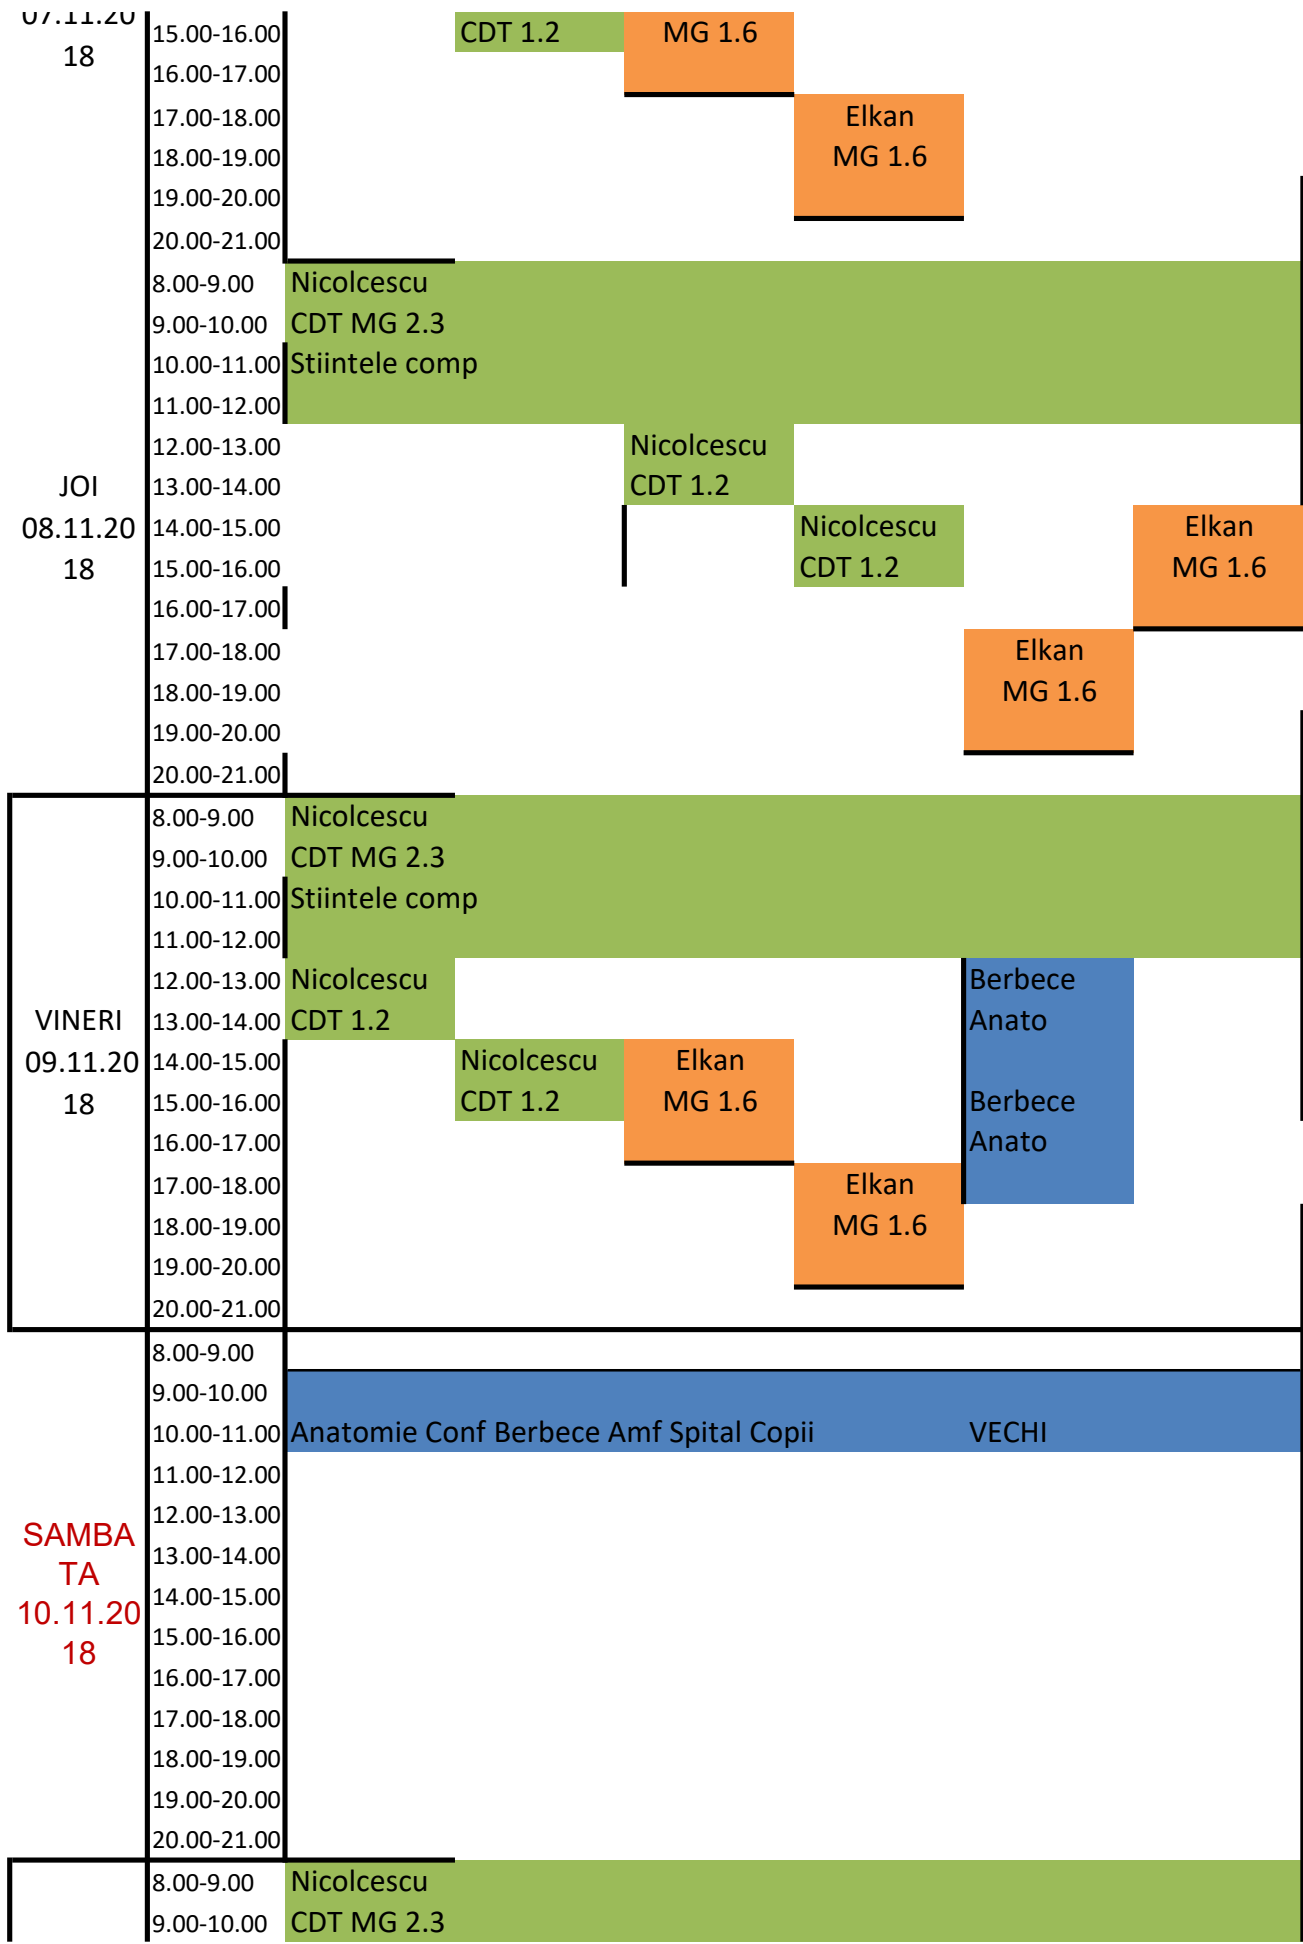 07.11.20
18
15.00-16.00 CDT 1.2 MG 1.6
16.00-17.00
17.00-18.00 Elkan
18.00-19.00 MG 1.6
19.00-20.00
20.00-21.00
JOI
08.11.20
18
8.00-9.00 Nicolcescu
9.00-10.00 CDT MG 2.3
10.00-11.00 Stiintele comp
11.00-12.00
12.00-13.00 Nicolcescu
13.00-14.00 CDT 1.2
14.00-15.00 Nicolcescu Elkan
15.00-16.00 CDT 1.2 MG 1.6
16.00-17.00
17.00-18.00 Elkan
18.00-19.00 MG 1.6
19.00-20.00
20.00-21.00
VINERI
09.11.20
18
8.00-9.00 Nicolcescu
9.00-10.00 CDT MG 2.3
10.00-11.00 Stiintele comp
11.00-12.00
12.00-13.00 Nicolcescu Berbece
13.00-14.00 CDT 1.2 Anato
14.00-15.00 Nicolcescu Elkan
15.00-16.00 CDT 1.2 MG 1.6 Berbece
16.00-17.00 Anato
17.00-18.00 Elkan
18.00-19.00 MG 1.6
19.00-20.00
20.00-21.00
SAMBA
TA
10.11.20
18
8.00-9.00
9.00-10.00
10.00-11.00 Anatomie Conf Berbece Amf Spital Copii VECHI
11.00-12.00
12.00-13.00
13.00-14.00
14.00-15.00
15.00-16.00
16.00-17.00
17.00-18.00
18.00-19.00
19.00-20.00
20.00-21.00
8.00-9.00 Nicolcescu
9.00-10.00 CDT MG 2.3